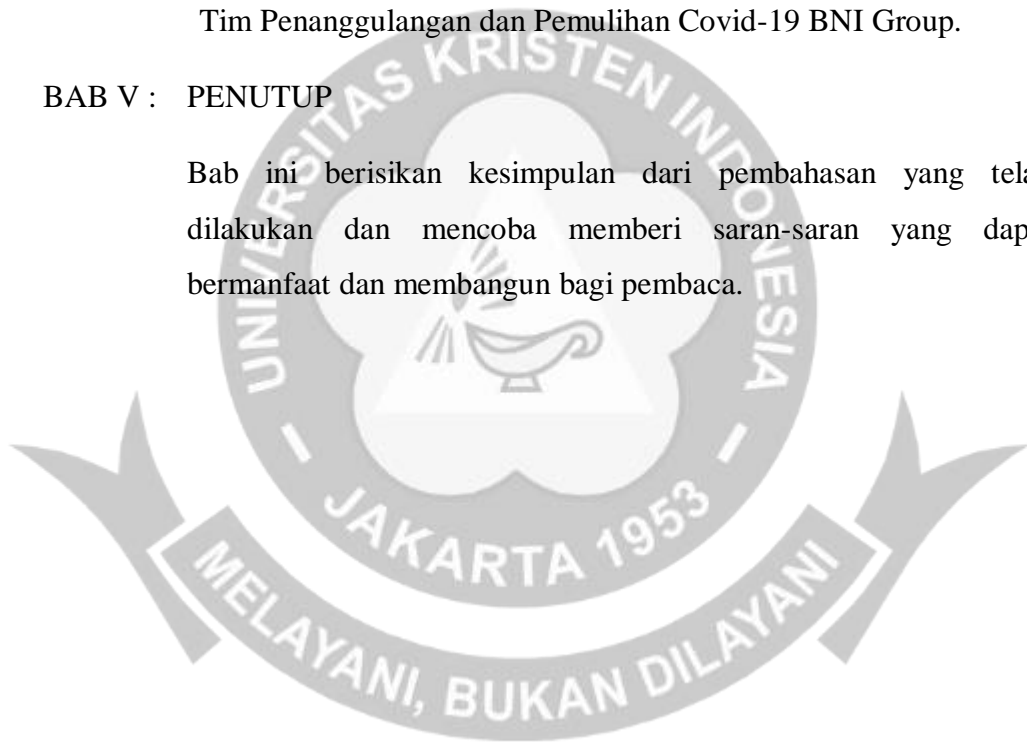 Tim Penanggulangan dan Pemulihan Covid-19 BNI Group.
BAB V : PENUTUP
Bab ini berisikan kesimpulan dari pembahasan yang tela
dilakukan dan mencoba memberi saran-saran yang dap
bermanfaat dan membangun bagi pembaca.
UNIVERSITAS KRISTEN INDONESIA
JAKARTA 1953
MELAYANI, BUKAN DILAYANI